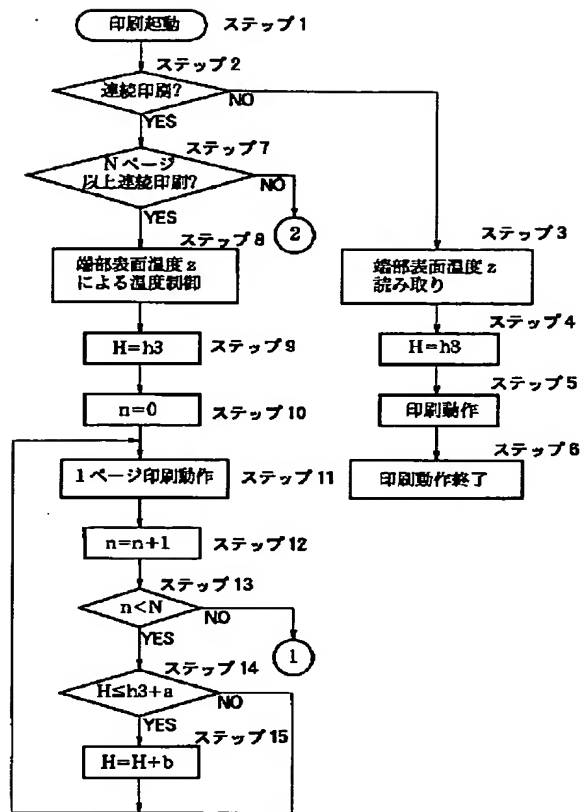 印刷起動
ステップ1
ステップ2
連続印刷?
NO
YES
ステップ7
Nページ
以上連続印刷?
NO
YES
2
ステップ8
端部表面温度z
による温度制御
ステップ3
端部表面温度z
読み取り
ステップ4
H=h3
ステップ9
H=h3
ステップ5
n=0
ステップ10
印刷動作
ステップ6
1ページ印刷動作
ステップ11
印刷動作終了
n=n+1
ステップ12
ステップ13
n<N
NO
YES
1
ステップ14
H≦h3+a
NO
YES
ステップ15
H=H+b